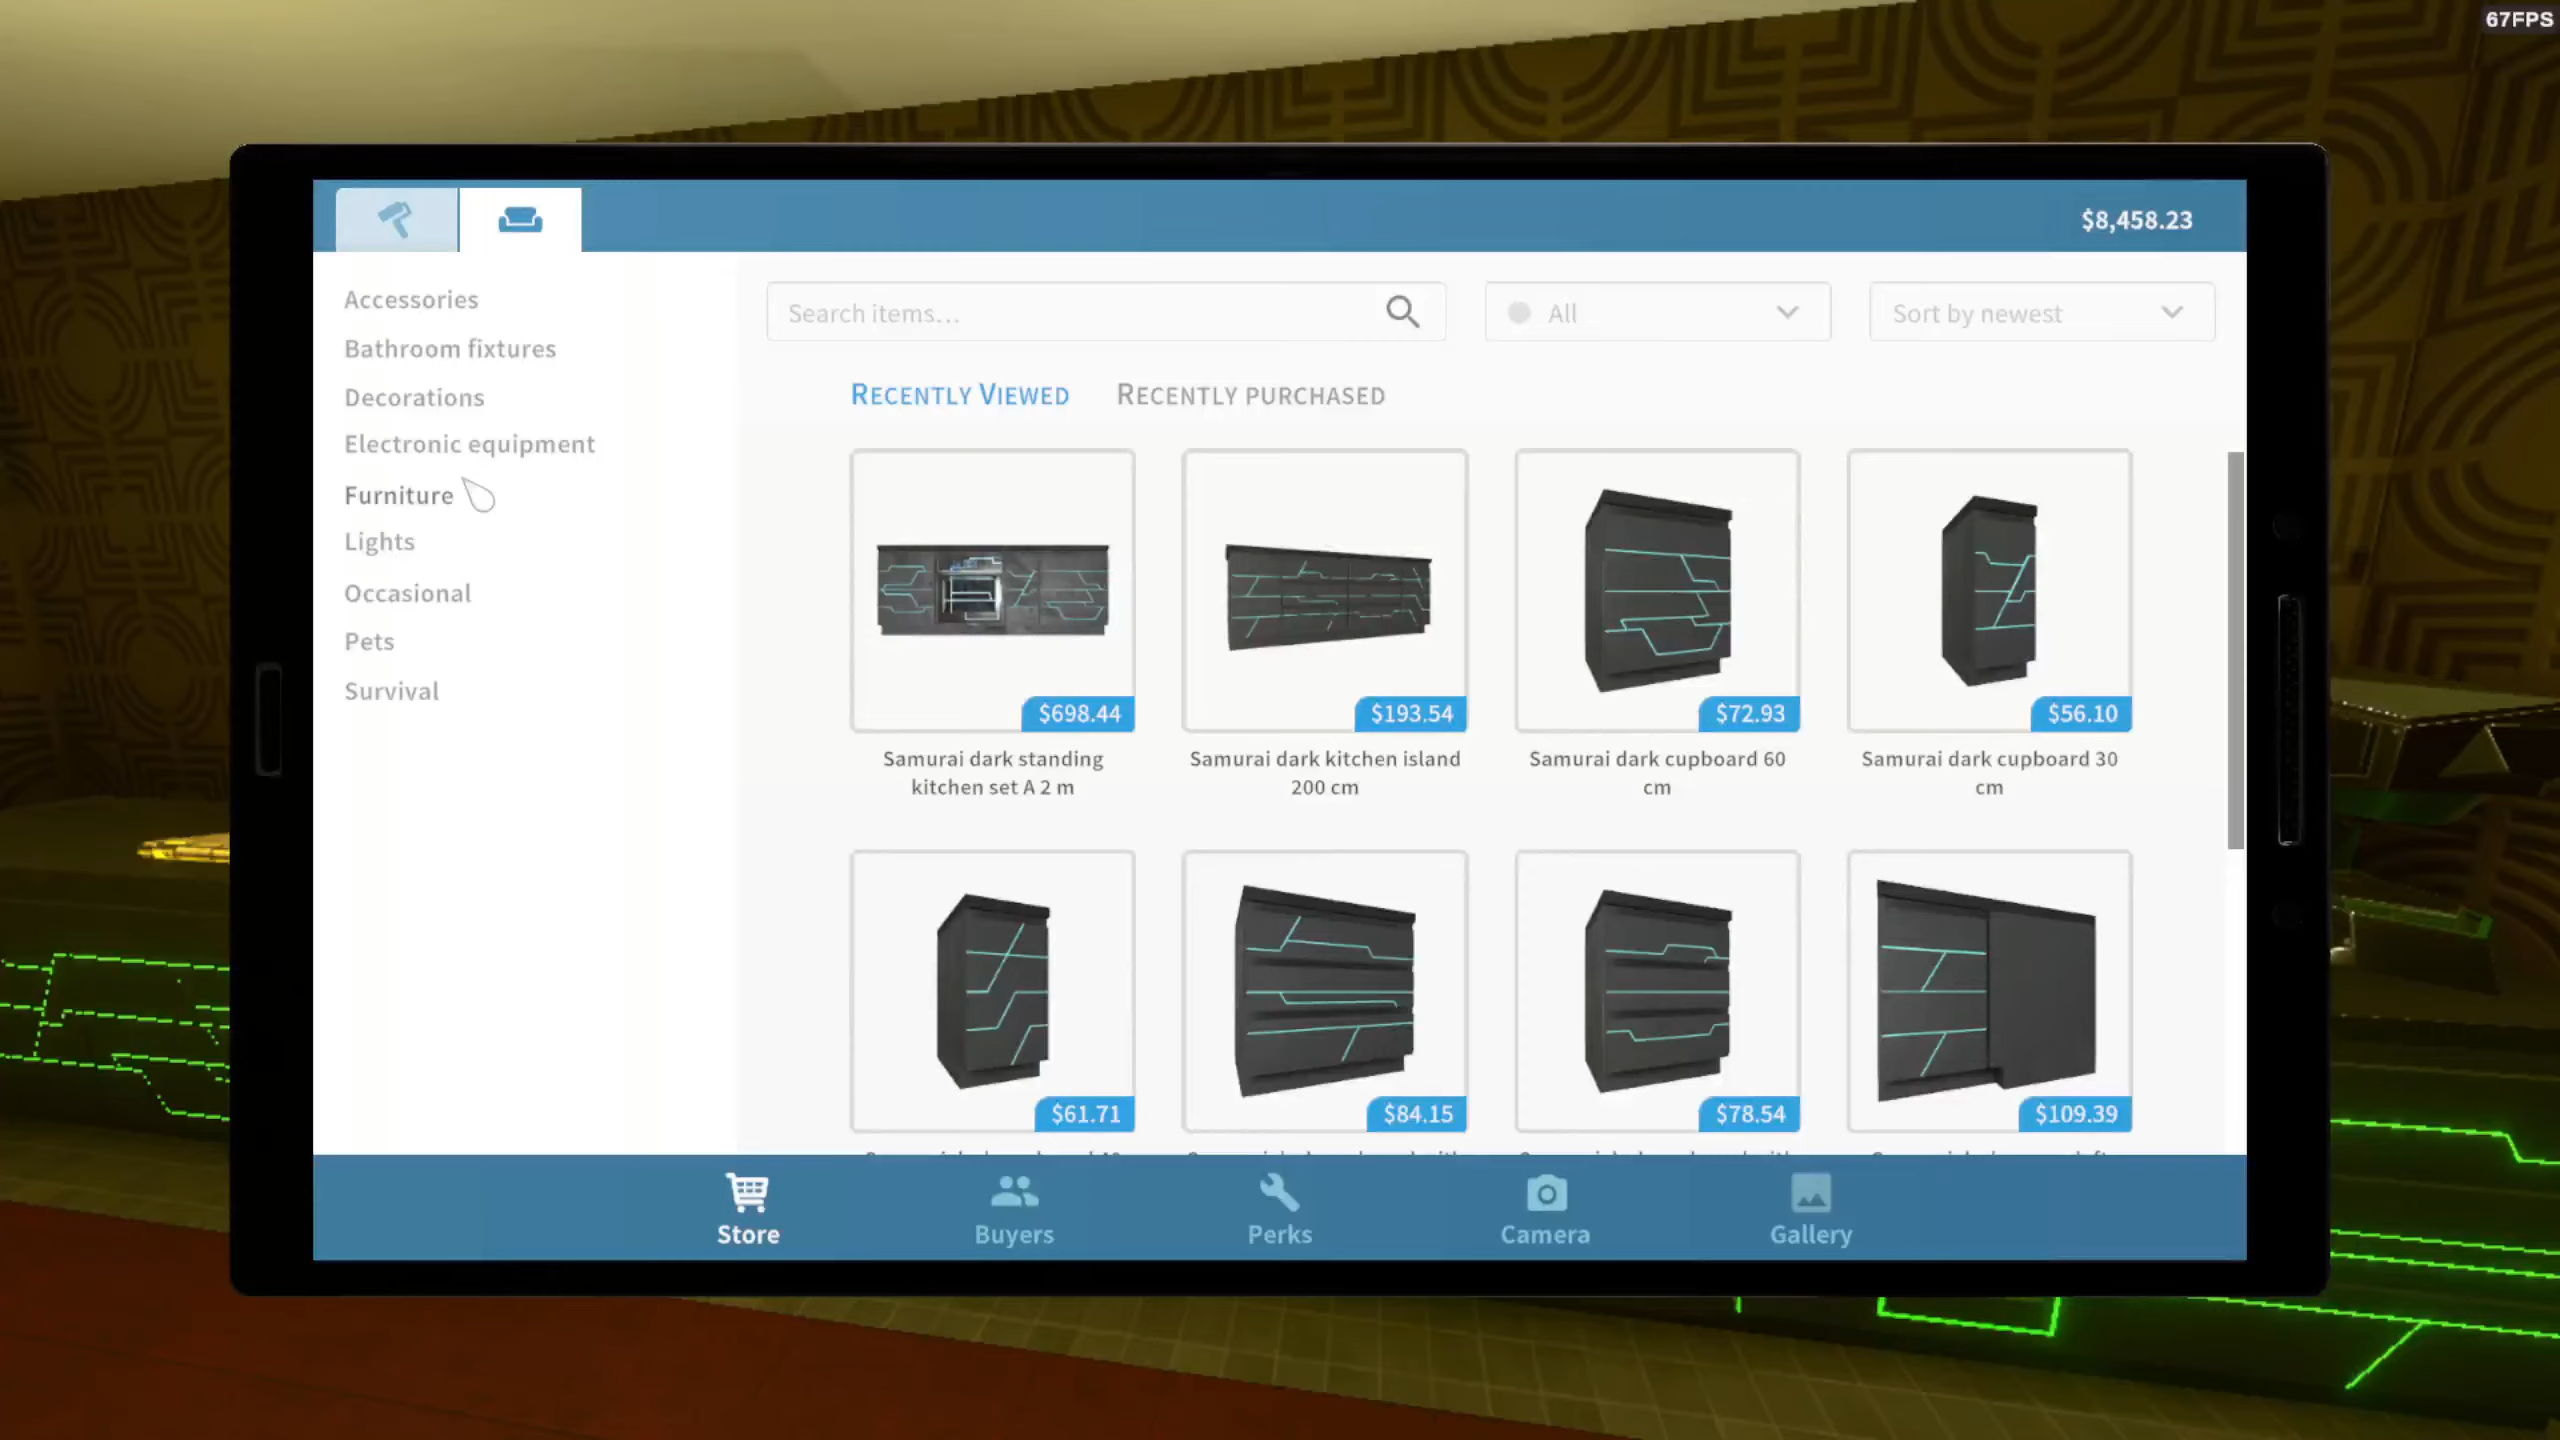 67FPS
$8,458.23
Accessories
Bathroom fixtures
Decorations
Electronic equipment
Furniture
Lights
Occasional
Pets
Survival
Search items...
All
Sort by newest
RECENTLY VIEWED
RECENTLY PURCHASED
$698.44
Samurai dark standing
kitchen set A 2 m
$193.54
Samurai dark kitchen island
200 cm
$72.93
Samurai dark cupboard 60
cm
$56.10
Samurai dark cupboard 30
cm
$61.71
$84.15
$78.54
$109.39
Store
Buyers
Perks
Camera
Gallery